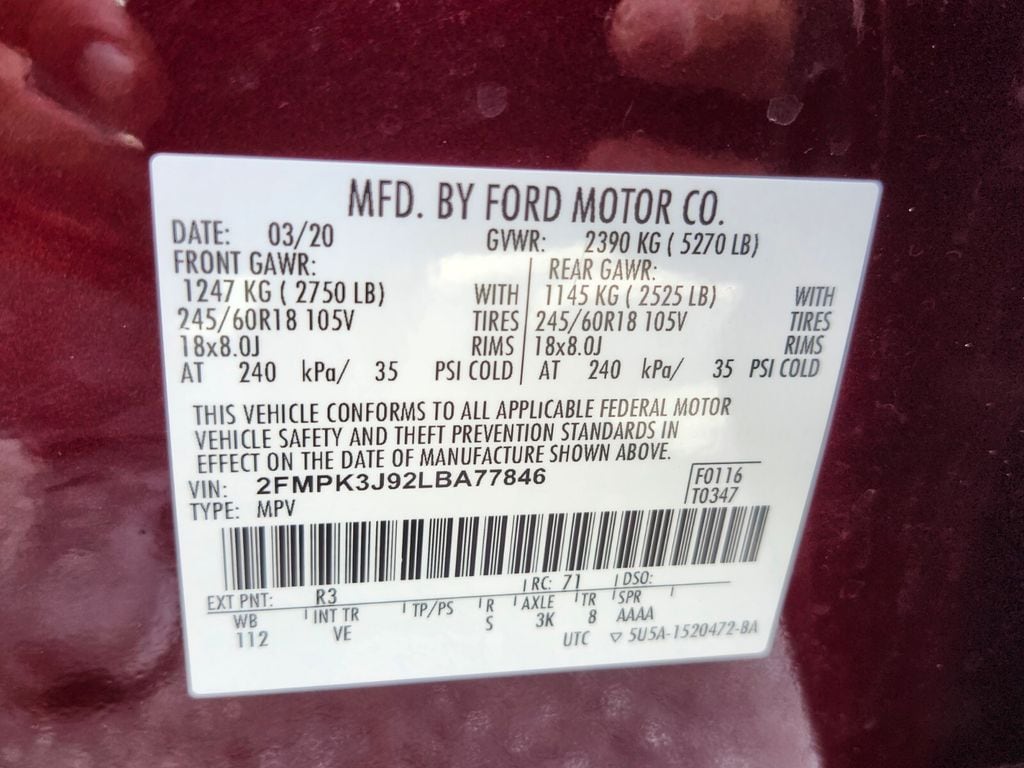 MFD. BY FORD MOTOR CO.
DATE: 03/20 GVWR: 2390 KG ( 5270 LB)
FRONT GAWR: REAR GAWR:
1247 KG ( 2750 LB) WITH 1145 KG ( 2525 LB) WITH
245/60R18 105V TIRES 245/60R18 105V TIRES
18x8.0J RIMS 18x8.0J RIMS
AT 240 kPa/ 35 PSI COLD AT 240 kPa/ 35 PSI COLD
THIS VEHICLE CONFORMS TO ALL APPLICABLE FEDERAL MOTOR
VEHICLE SAFETY AND THEFT PREVENTION STANDARDS IN
EFFECT ON THE DATE OF MANUFACTURE SHOWN ABOVE.
VIN: 2FMPK3J92LBA77846 F0116
TYPE: MPV T0347
EXT PNT: R3 RC: 71 DSO:
WB INT TR TP/PS R AXLE TR SPR
112 VE S 3K 8 AAAA
UTC ▽ 5U5A-1520472-BA